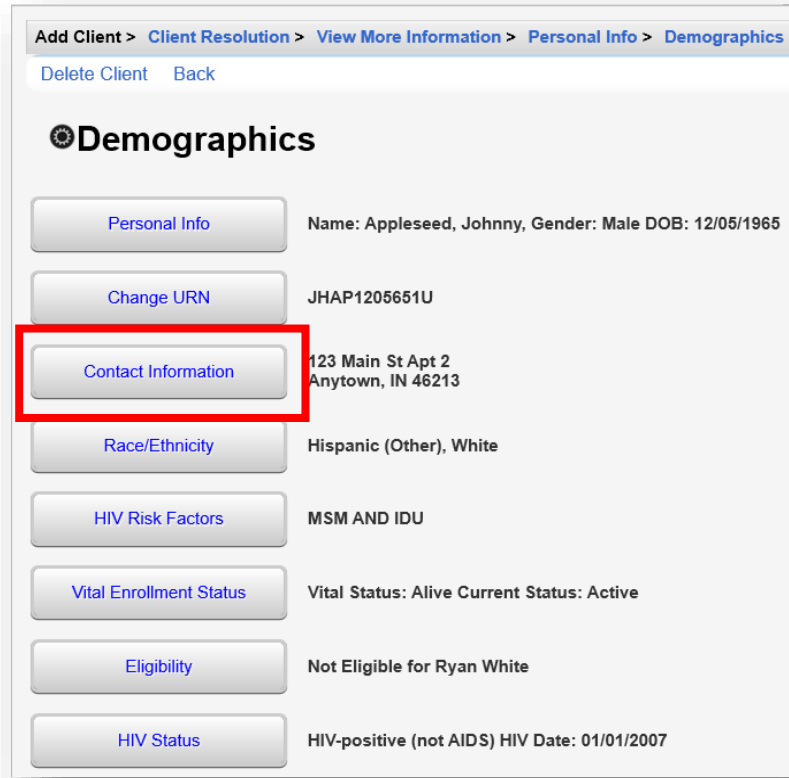 Add Client > Client Resolution > View More Information > Personal Info > Demographics
Delete Client Back
Demographics
Personal Info Name: Appleseed, Johnny, Gender: Male DOB: 12/05/1965
Change URN JHAP1205651U
Contact Information 123 Main St Apt 2
Anytown, IN 46213
Race/Ethnicity Hispanic (Other), White
HIV Risk Factors MSM AND IDU
Vital Enrollment Status Vital Status: Alive Current Status: Active
Eligibility Not Eligible for Ryan White
HIV Status HIV-positive (not AIDS) HIV Date: 01/01/2007